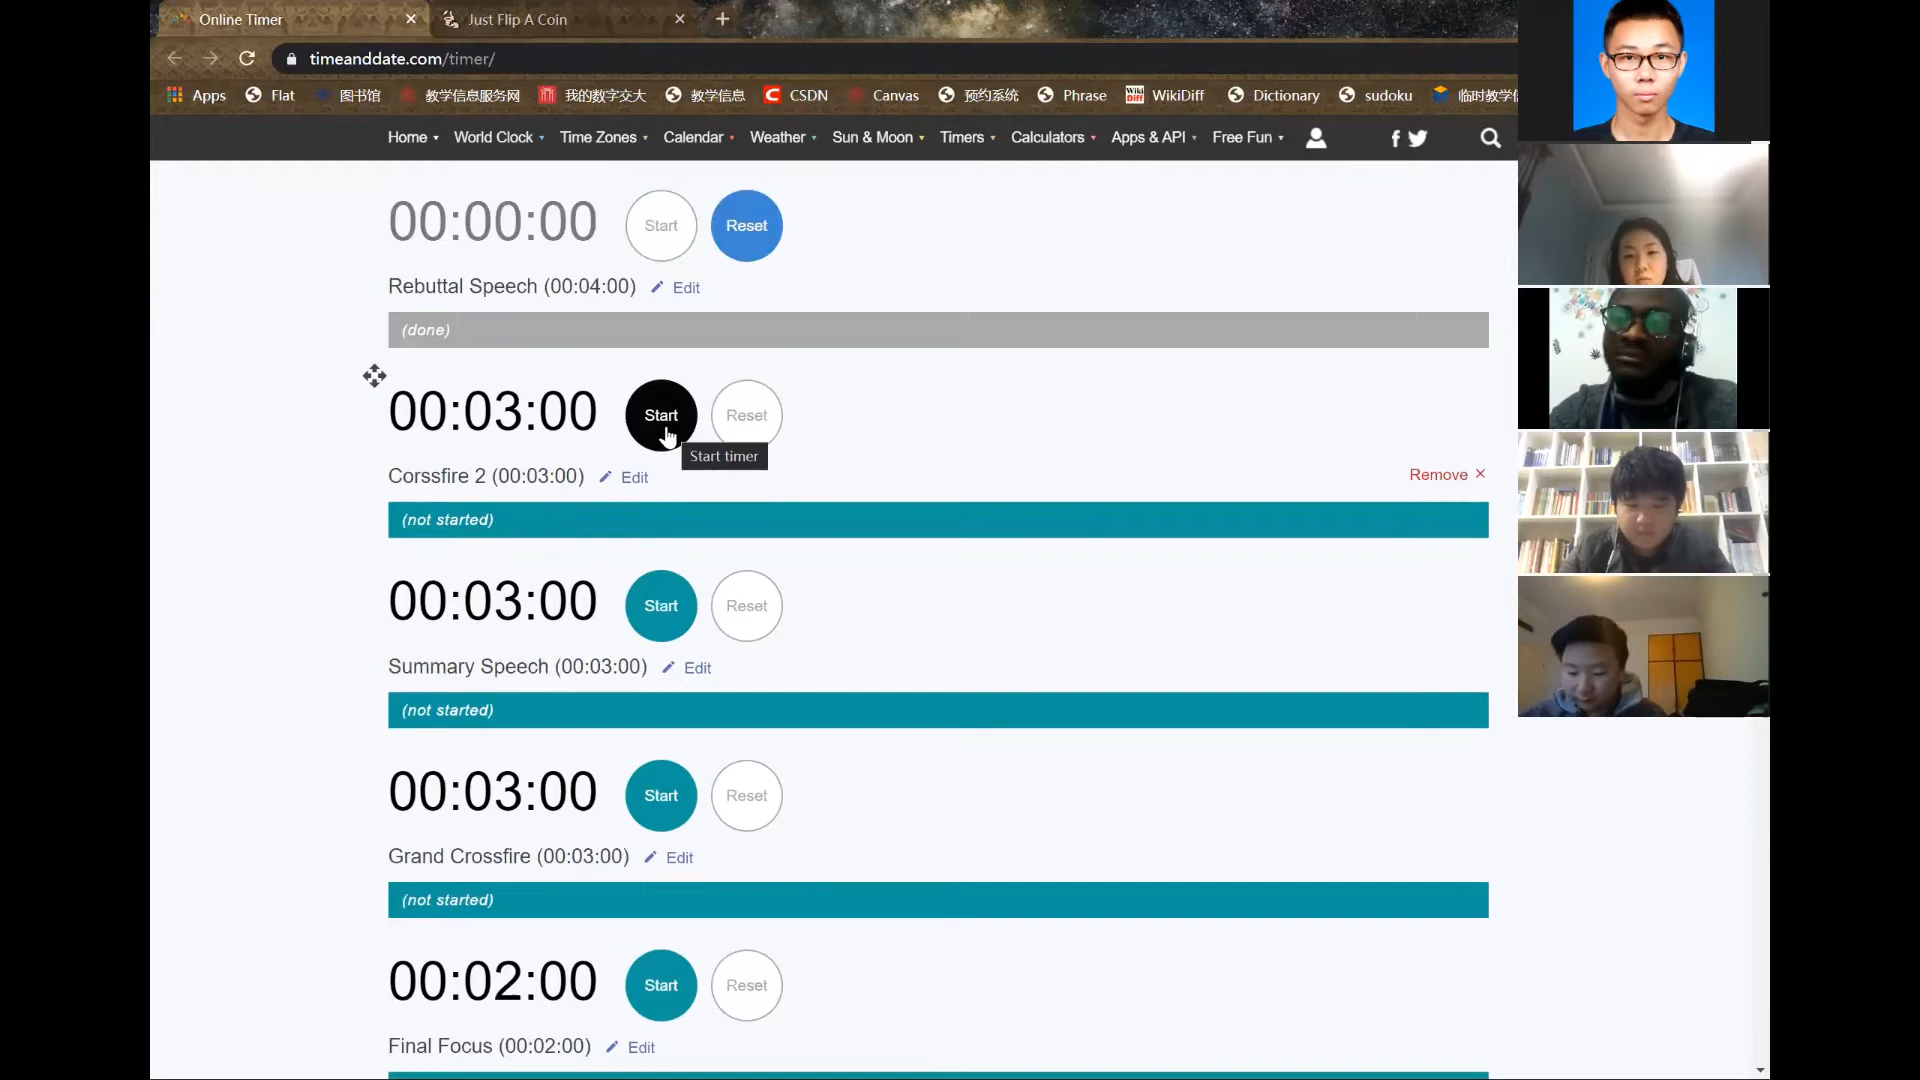 Online Timer
Just Flip A Coin
timeanddate.com/timer/
Apps Flat 图书馆 教学信息服务网 我的数字交大 教学信息 CSDN Canvas 预约系统 Phrase WikiDiff Dictionary sudoku 临时教学信
Home World Clock Time Zones Calendar Weather Sun & Moon Timers Calculators Apps & API Free Fun
00:00:00 Start Reset
Rebuttal Speech (00:04:00) Edit
(done)
00:03:00 Start Reset
Start timer
Corssfire 2 (00:03:00) Edit Remove
(not started)
00:03:00 Start Reset
Summary Speech (00:03:00) Edit
(not started)
00:03:00 Start Reset
Grand Crossfire (00:03:00) Edit
(not started)
00:02:00 Start Reset
Final Focus (00:02:00) Edit